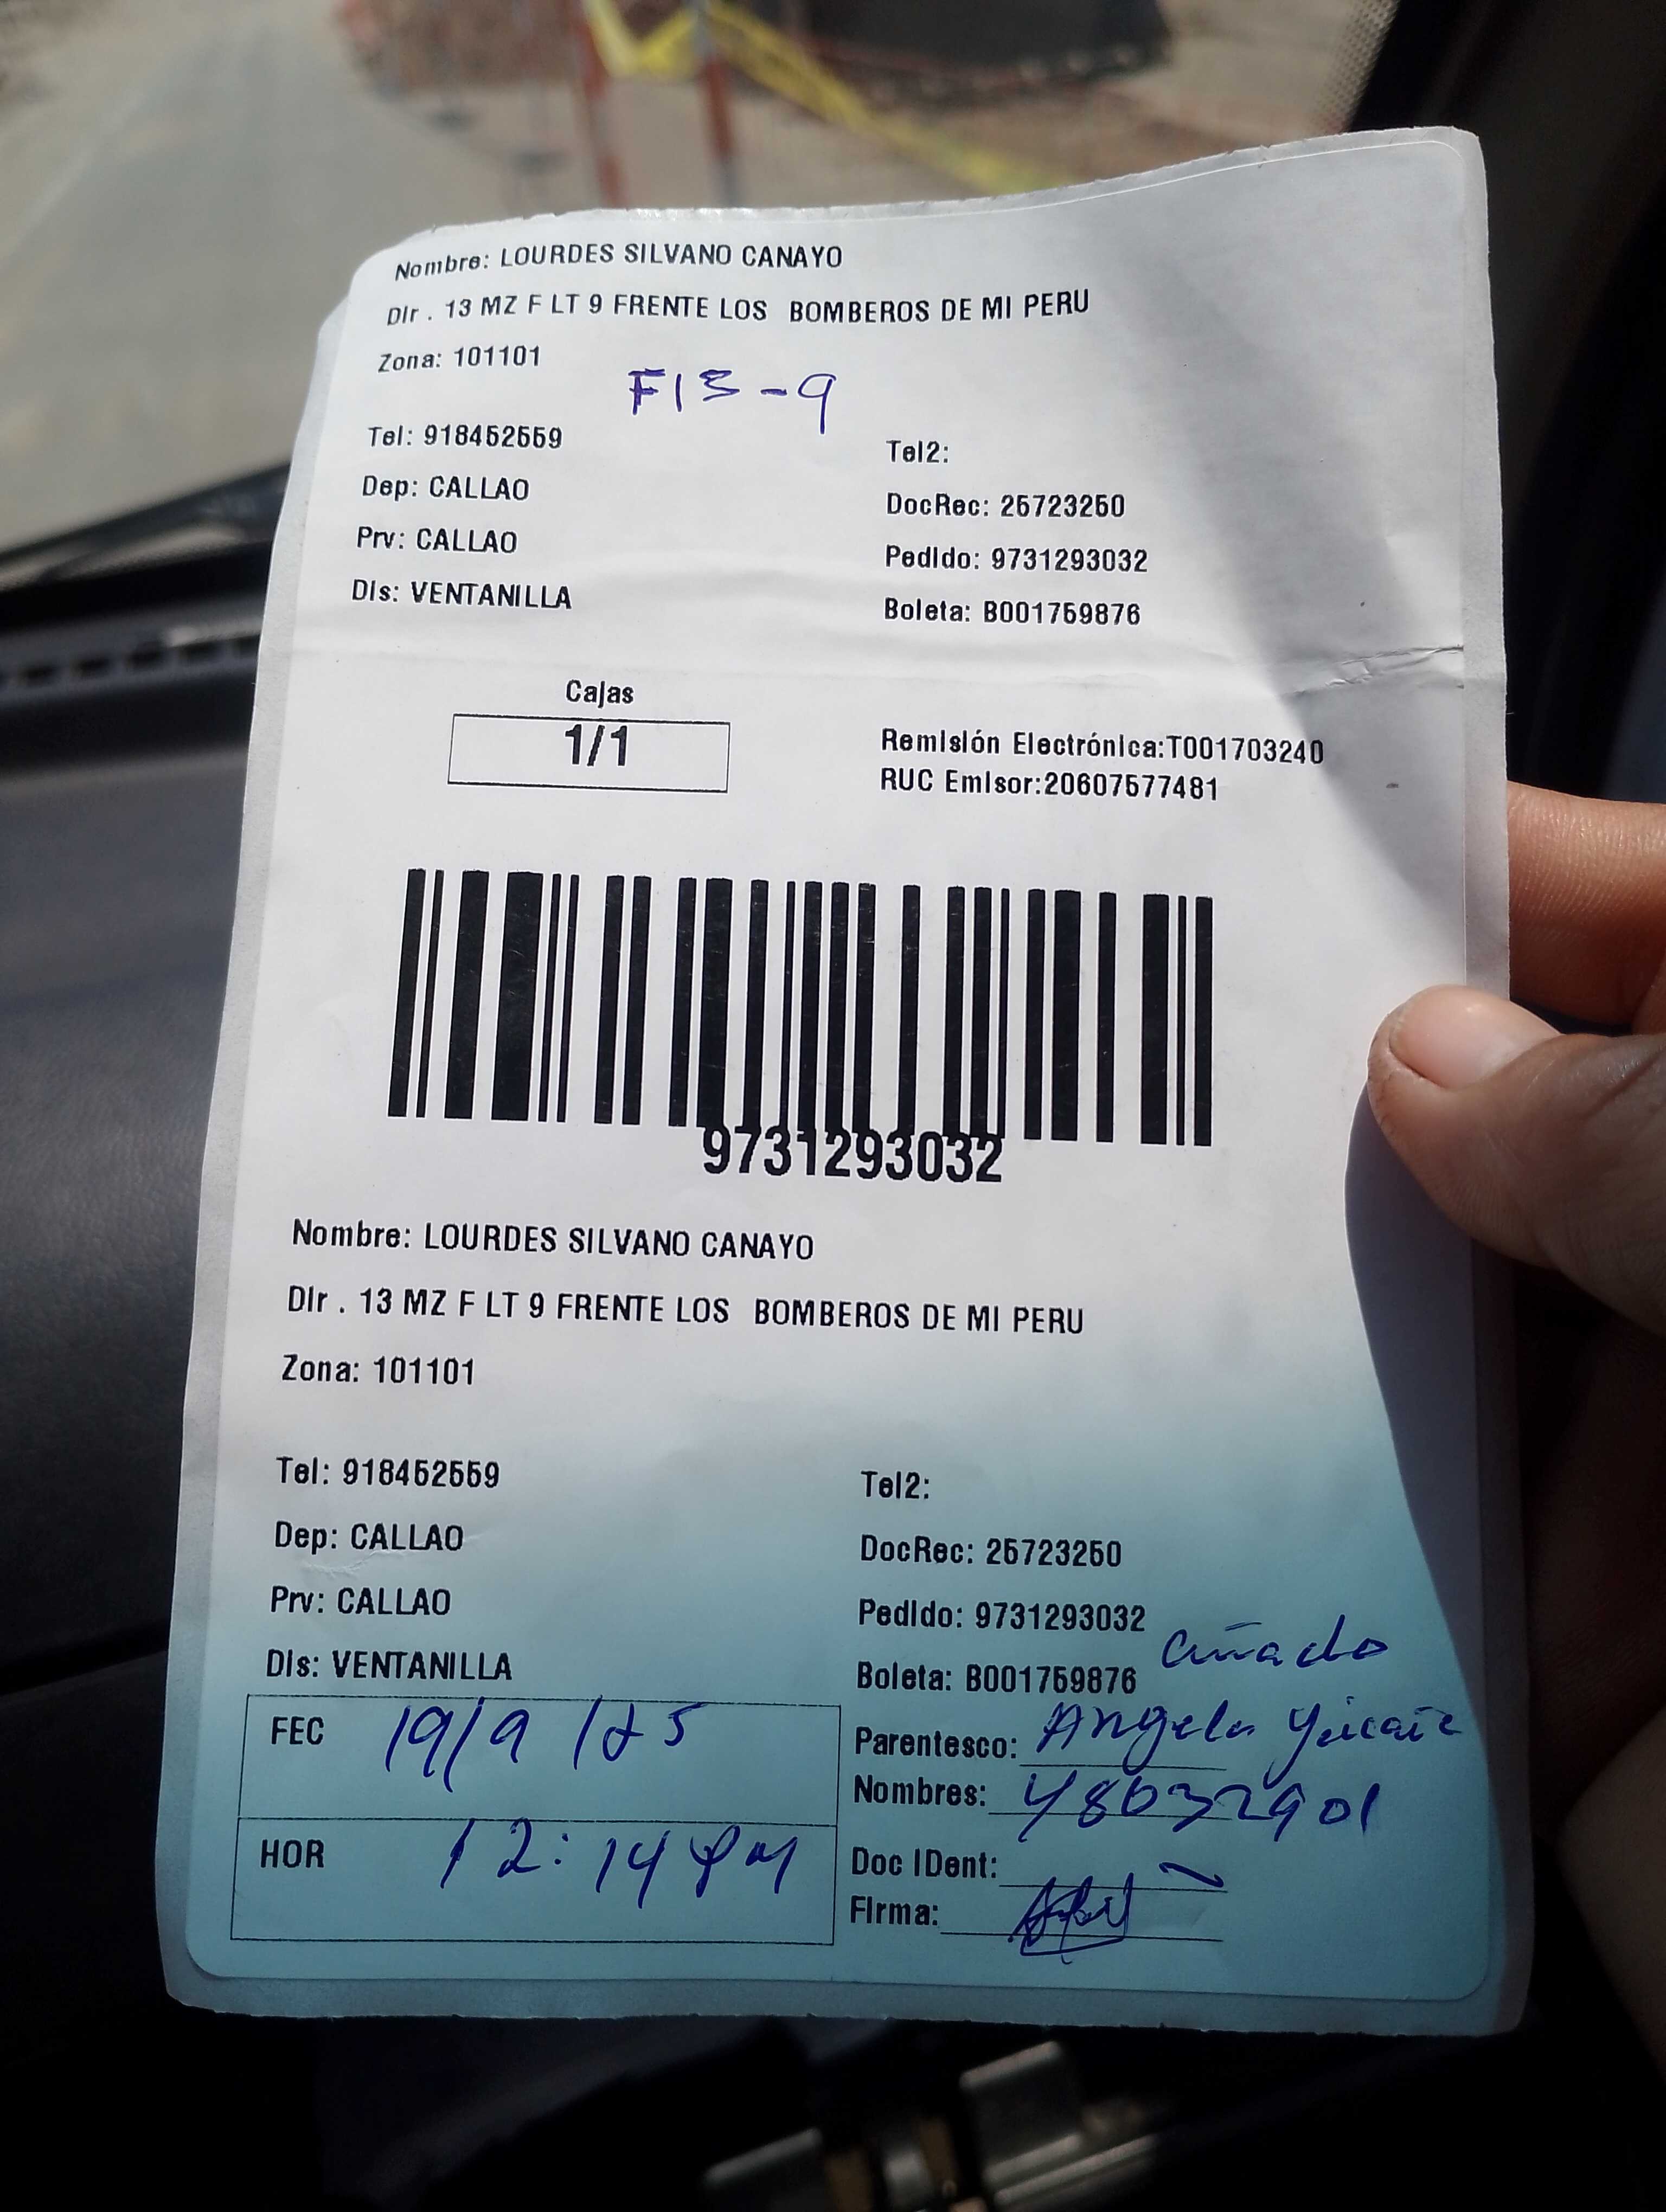 Nombre: LOURDES SILVANO CANAYO
Dir . 13 MZ F LT 9 FRENTE LOS BOMBEROS DE MI PERU
Zona: 101101
F13-9
Tel: 918452559
Tel2:
Dep: CALLAO
DocRec: 25723250
Prv: CALLAO
Pedido: 9731293032
Dis: VENTANILLA
Boleta: B001759876
Cajas
1/1
Remisión Electrónica:T001703240
RUC Emisor:20607577481
9731293032
Nombre: LOURDES SILVANO CANAYO
Dir . 13 MZ F LT 9 FRENTE LOS BOMBEROS DE MI PERU
Zona: 101101
Tel: 918452559
Tel2:
Dep: CALLAO
DocRec: 25723250
Prv: CALLAO
Pedido: 9731293032
Dis: VENTANILLA
Boleta: B001759876
cuñado
FEC 19/9/25
Parentesco: Angelo
Nombres: 48032901
HOR 12:14 PM
Doc IDent:
Firma: